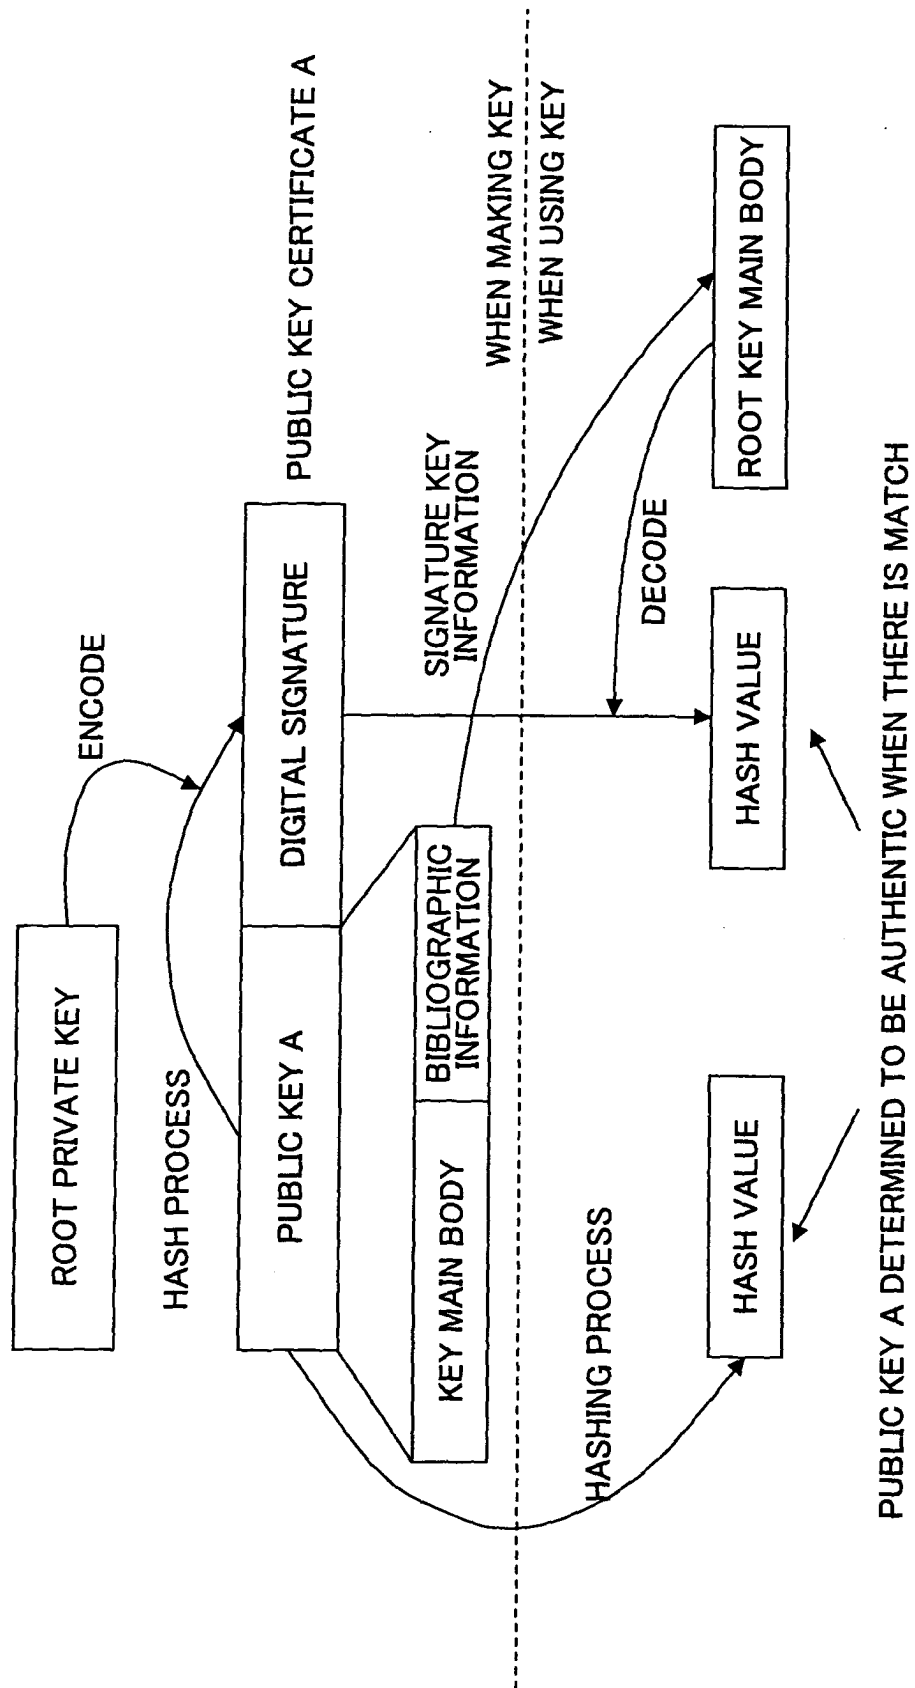 ROOT PRIVATE KEY
ENCODE
HASH PROCESS
PUBLIC KEY A
DIGITAL SIGNATURE
PUBLIC KEY CERTIFICATE A
KEY MAIN BODY
BIBLIOGRAPHIC
INFORMATION
SIGNATURE KEY
INFORMATION
WHEN MAKING KEY
WHEN USING KEY
HASHING PROCESS
DECODE
HASH VALUE
HASH VALUE
ROOT KEY MAIN BODY
PUBLIC KEY A DETERMINED TO BE AUTHENTIC WHEN THERE IS MATCH